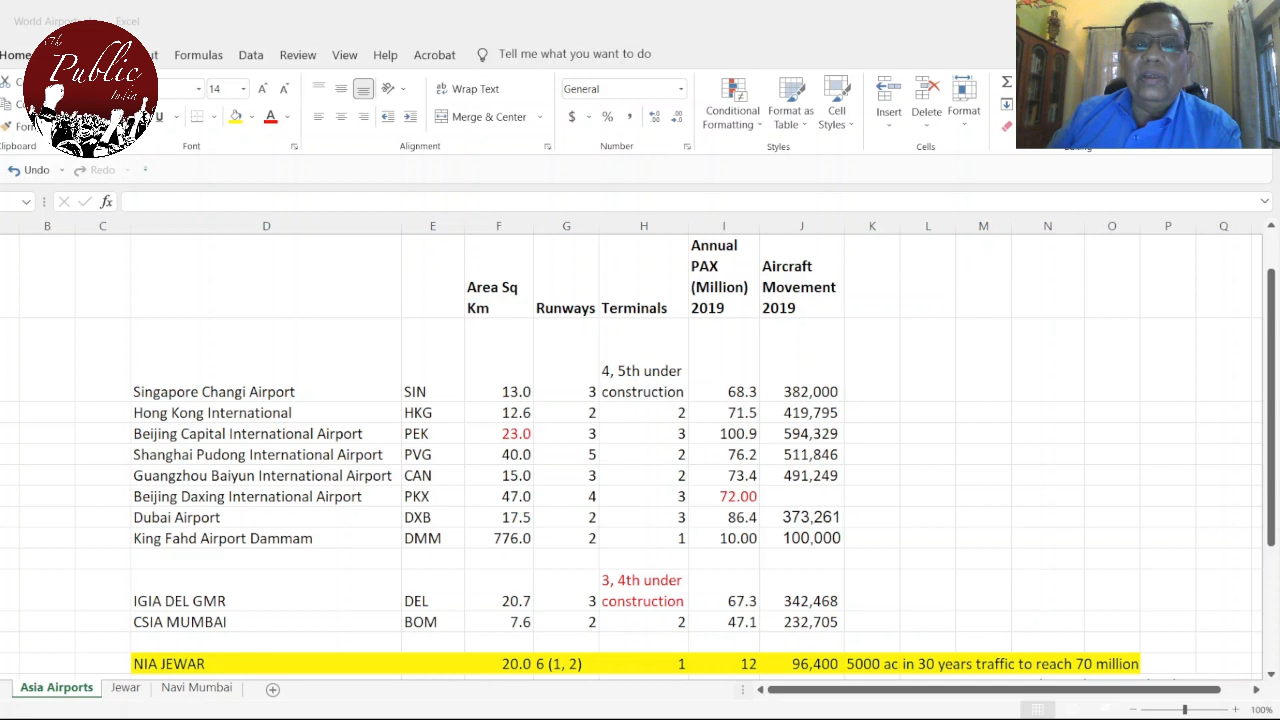 World Airpor Excel
The
Public
India
Home
Formulas Data Review View Help Acrobat Tell me what you want to do
14 A A Wrap Text General Conditional Formatting Format as Table Cell Styles Insert Delete Format
U A Merge & Center $ %
Clipboard Font Alignment Number Styles Cells Editing
Undo Redo
fx
B C D E F G H I J K L M N O P Q
Area Sq Km Runways Terminals Annual PAX (Million) 2019 Aircraft Movement 2019
Singapore Changi Airport SIN 13.0 3 4, 5th under construction 68.3 382,000
Hong Kong International HKG 12.6 2 2 71.5 419,795
Beijing Capital International Airport PEK 23.0 3 3 100.9 594,329
Shanghai Pudong International Airport PVG 40.0 5 2 76.2 511,846
Guangzhou Baiyun International Airport CAN 15.0 3 2 73.4 491,249
Beijing Daxing International Airport PKX 47.0 4 3 72.00
Dubai Airport DXB 17.5 2 3 86.4 373,261
King Fahd Airport Dammam DMM 776.0 2 1 10.00 100,000
IGIA DEL GMR DEL 20.7 3 3, 4th under construction 67.3 342,468
CSIA MUMBAI BOM 7.6 2 2 47.1 232,705
NIA JEWAR 20.0 6 (1, 2) 1 12 96,400 5000 ac in 30 years traffic to reach 70 million
Asia Airports Jewar Navi Mumbai
100%